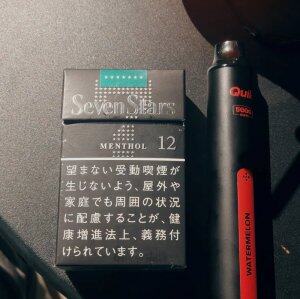 Seven Stars
MENTHOL 12
望まない受動喫煙が
生じないよう、屋外や
家庭でも周囲の状況
に配慮することが、健
康増進法上、義務付
けられています。
Quii
WATERMELON